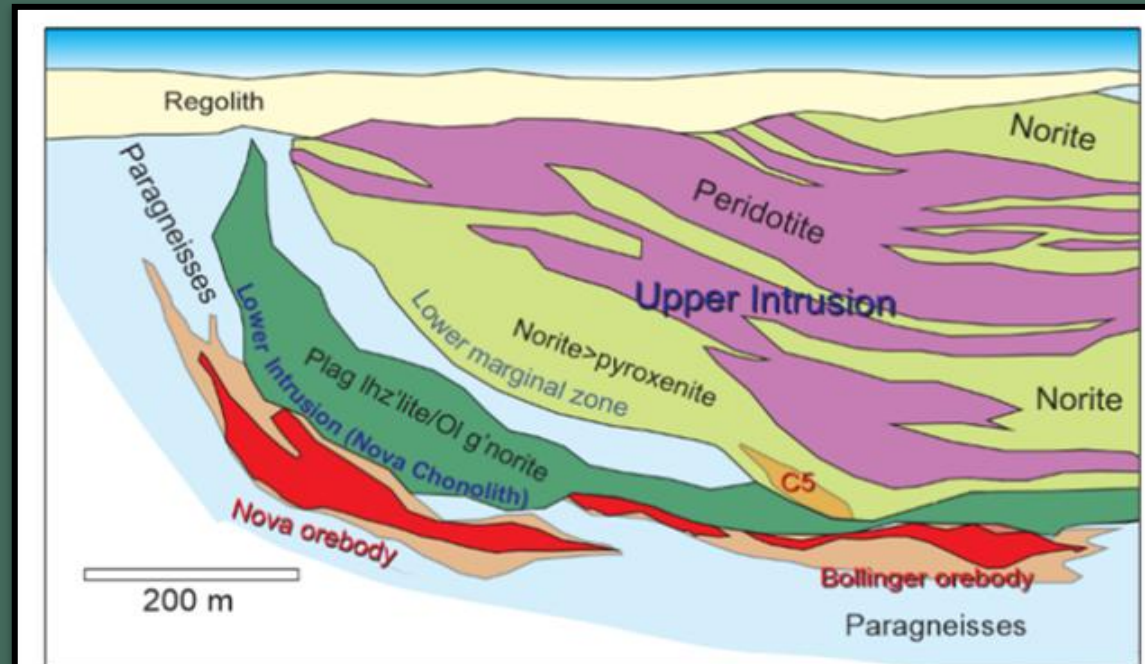 Regolith
Norite
Paragneisses
Peridotite
Upper Intrusion
Lower marginal zone
Norite>pyroxenite
Plag lhz'lite/Ol g'norite
Lower Intrusion (Nova Chonolith)
Norite
C5
Nova orebody
Bollinger orebody
200 m
Paragneisses